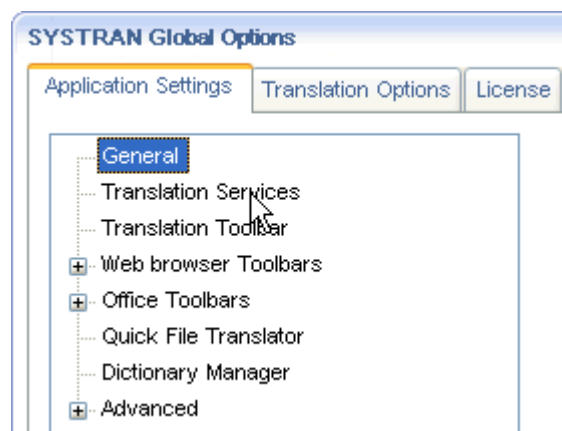 SYSTRAN Global Options
Application Settings Translation Options License
General
Translation Services
Translation Toolbar
Web browser Toolbars
Office Toolbars
Quick File Translator
Dictionary Manager
Advanced